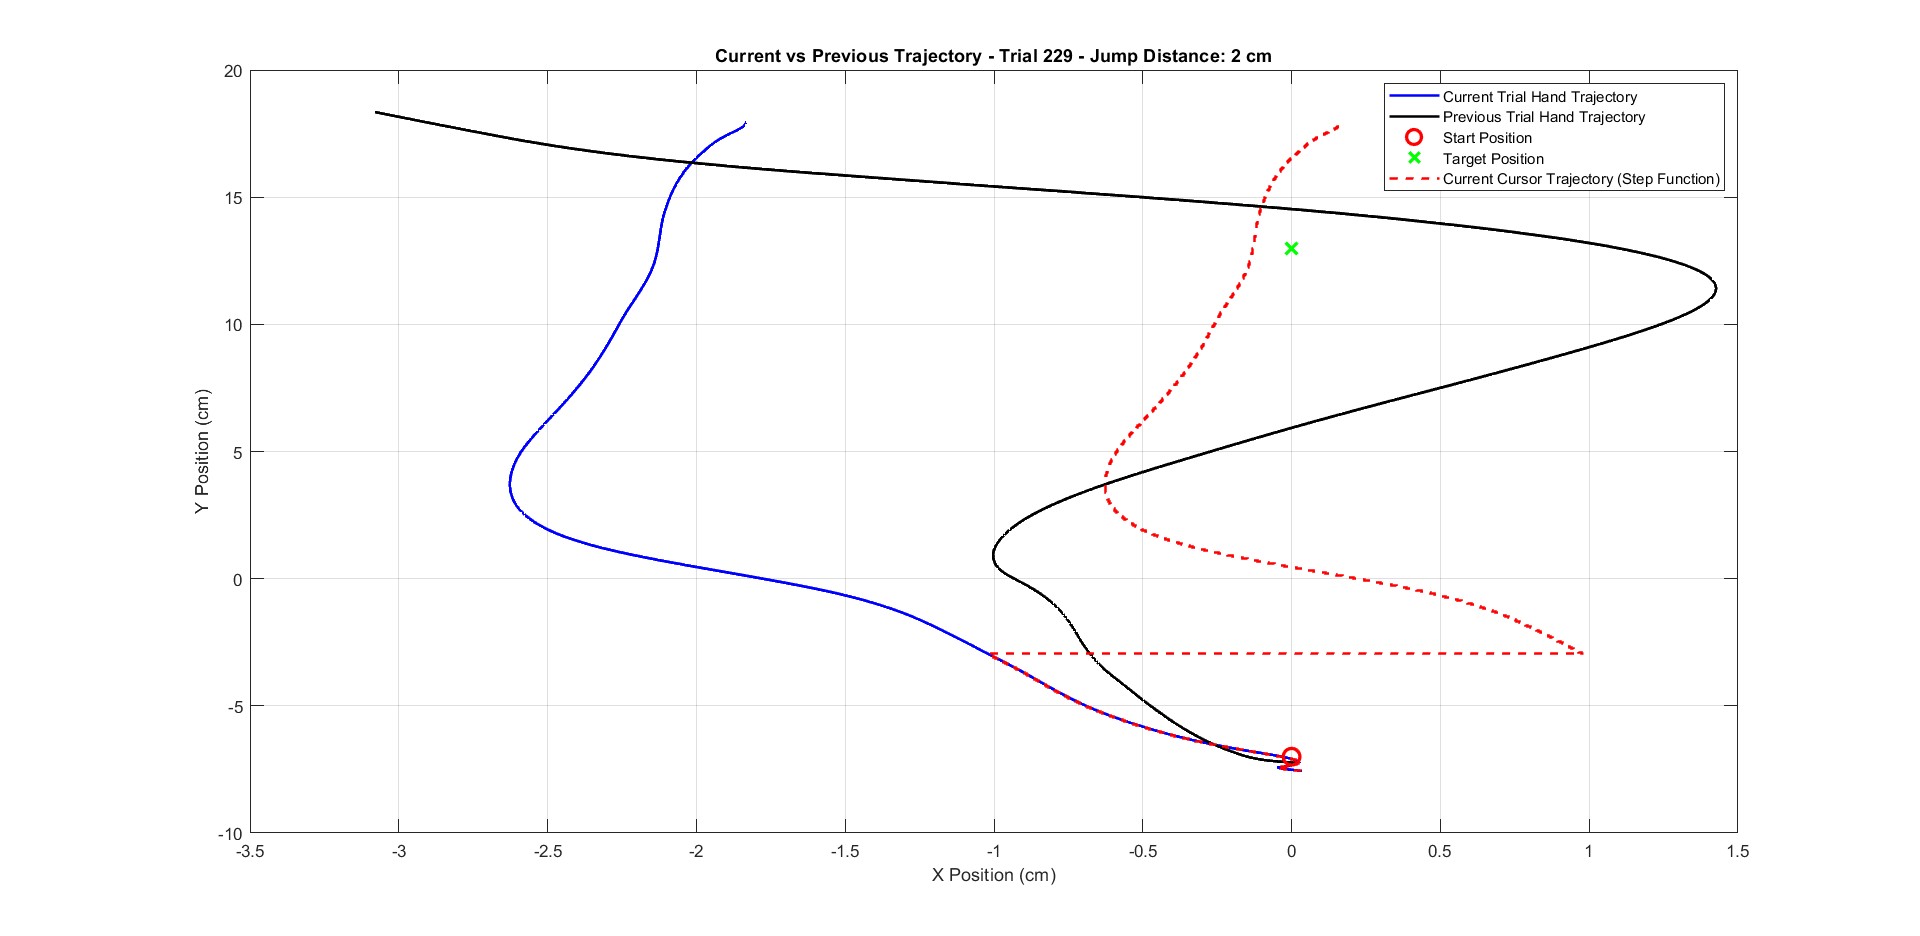 Current vs Previous Trajectory - Trial 229 - Jump Distance: 2 cm
Current Trial Hand Trajectory
Previous Trial Hand Trajectory
Start Position
Target Position
Current Cursor Trajectory (Step Function)
Y Position (cm)
20
15
10
5
0
-5
-10
-3.5 -3 -2.5 -2 -1.5 -1 -0.5 0 0.5 1 1.5
X Position (cm)